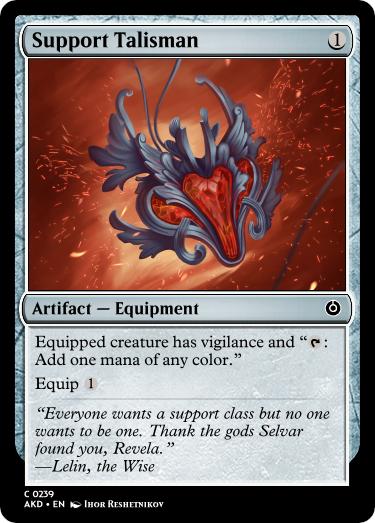 Support Talisman 1
Artifact — Equipment
Equipped creature has vigilance and “:
Add one mana of any color.”
Equip 1
“Everyone wants a support class but no one
wants to be one. Thank the gods Selvar
found you, Revela.”
—Lelin, the Wise
C 0239
AKD • EN Ihor Reshetnikov